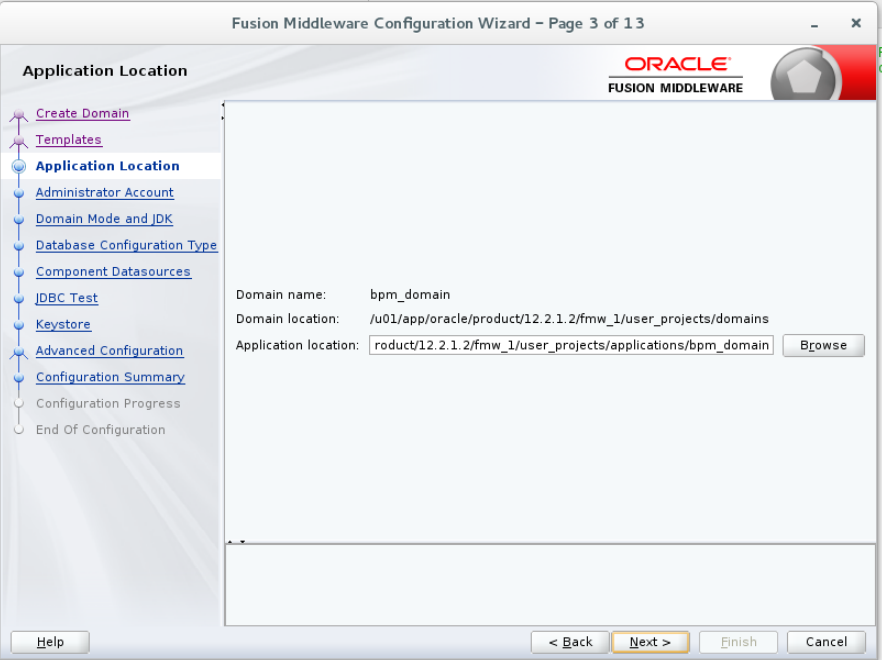 Fusion Middleware Configuration Wizard – Page 3 of 13
Application Location
ORACLE
FUSION MIDDLEWARE
Create Domain
Templates
Application Location
Administrator Account
Domain Mode and JDK
Database Configuration Type
Component Datasources
JDBC Test
Keystore
Advanced Configuration
Configuration Summary
Configuration Progress
End Of Configuration
Domain name: bpm_domain
Domain location: /u01/app/oracle/product/12.2.1.2/fmw_1/user_projects/domains
Application location: roduct/12.2.1.2/fmw_1/user_projects/applications/bpm_domain Browse
Help < Back Next > Finish Cancel